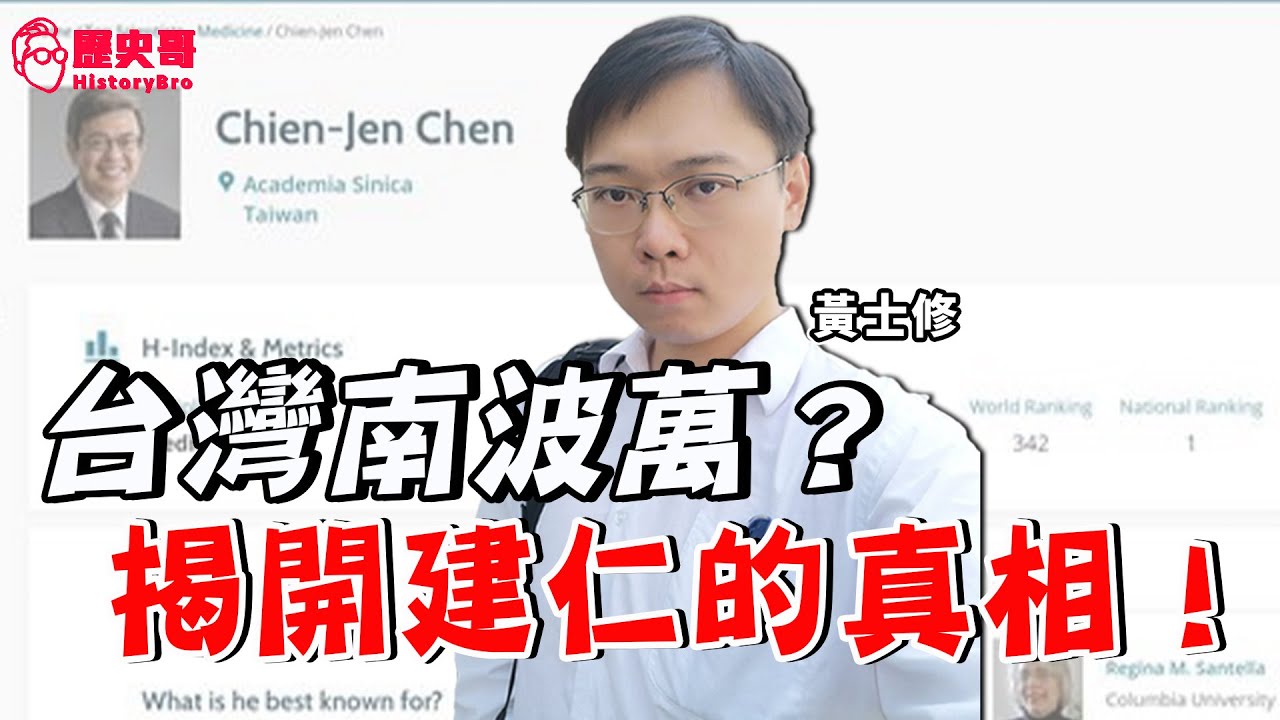 Medicine / Chien-Jen Chen
歷史哥
HistoryBro
Chien-Jen Chen
Academia Sinica
Taiwan
黃士修
H-Index & Metrics
World Ranking
National Ranking
342
1
台灣南波萬？
揭開建仁的真相！
Regina M. Santella
Columbia University
What is he best known for?